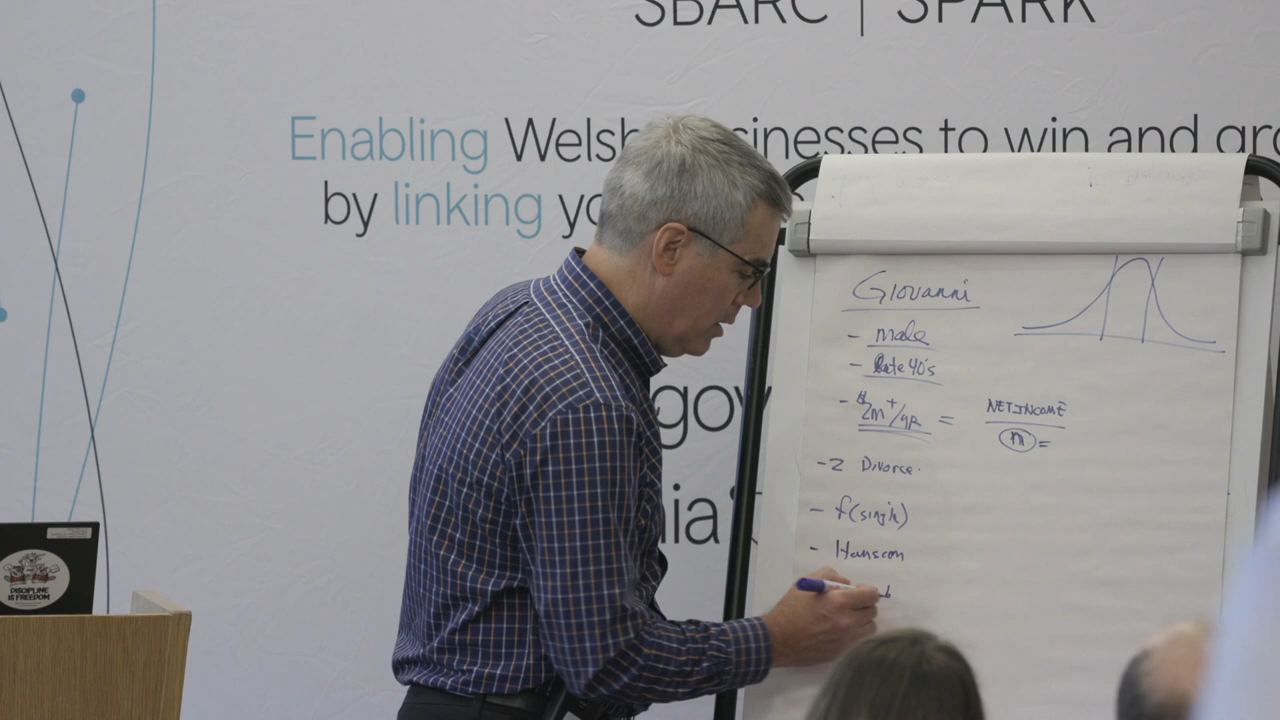 SBARC | SPARK
Enabling Welsh businesses to win and gro
by linking yo
gov
ia
DISCIPLINE
IS FREEDOM
Giovanni
- Male
- Late 40's
- $2m+/yr = NET INCOME
n =
- 2 Divorce.
- f(single)
- Hanscom